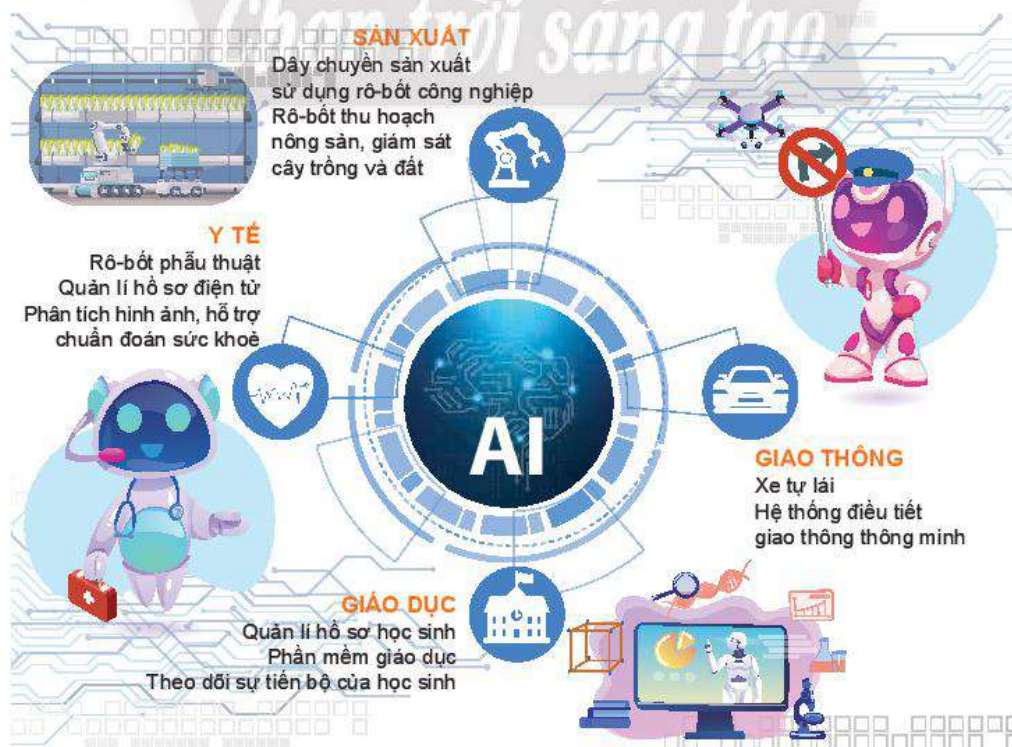 Chân trời sáng tạo
SẢN XUẤT
Dây chuyền sản xuất
sử dụng rô-bốt công nghiệp
Rô-bốt thu hoạch
nông sản, giám sát
cây trồng và đất
Y TẾ
Rô-bốt phẫu thuật
Quản lí hồ sơ điện tử
Phân tích hình ảnh, hỗ trợ
chuẩn đoán sức khoẻ
AI
GIAO THÔNG
Xe tự lái
Hệ thống điều tiết
giao thông thông minh
GIÁO DỤC
Quản lí hồ sơ học sinh
Phần mềm giáo dục
Theo dõi sự tiến bộ của học sinh